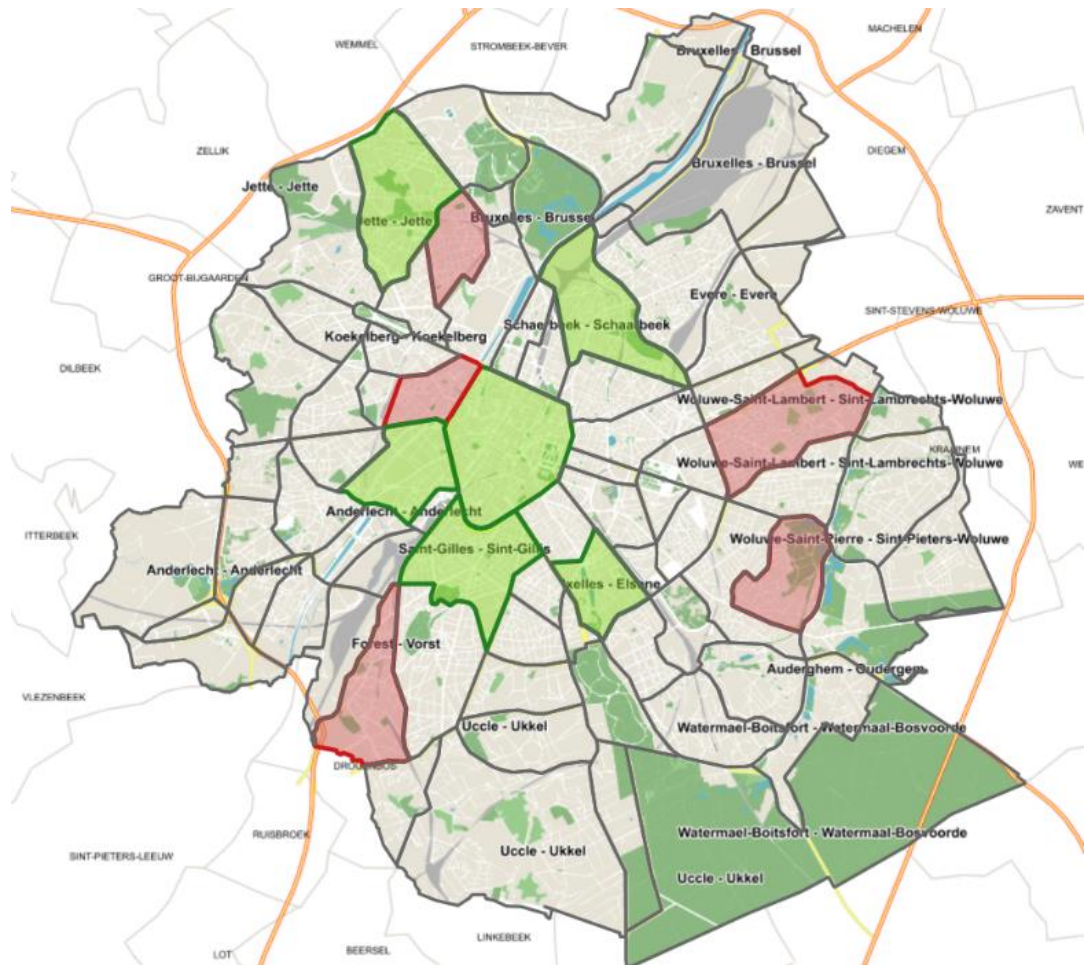 MACHELEN
WEMMEL
STROMBEEK-BEVER
Bruxelles - Brussel
ZELLIK
DIEGEM
Bruxelles - Brussel
Jette - Jette
ZAVENT
Jette - Jette
Bruxelles - Brussel
GROOT-BIJGAARDEN
Evere - Evere
SINT-STEVENS-WOLUWE
Schaerbeek - Schaarbeek
Koekelberg - Koekelberg
DILBEEK
Woluwe-Saint-Lambert - Sint-Lambrechts-Woluwe
KRAAINEM
Woluwe-Saint-Lambert - Sint-Lambrechts-Woluwe
WE
Anderlecht - Anderlecht
ITTERBEEK
Woluwe-Saint-Pierre - Sint-Pieters-Woluwe
Saint-Gilles - Sint-Gillis
Anderlecht - Anderlecht
xelles - Elsene
Forest - Vorst
Auderghem - Oudergem
VLEZENBEEK
Uccle - Ukkel
Watermael-Boitsfort - Watermaal-Bosvoorde
DROGENBOS
RUISBROEK
Watermael-Boitsfort - Watermaal-Bosvoorde
SINT-PIETERS-LEEUW
Uccle - Ukkel
Uccle - Ukkel
LINKEBEEK
LOT
BEERSEL